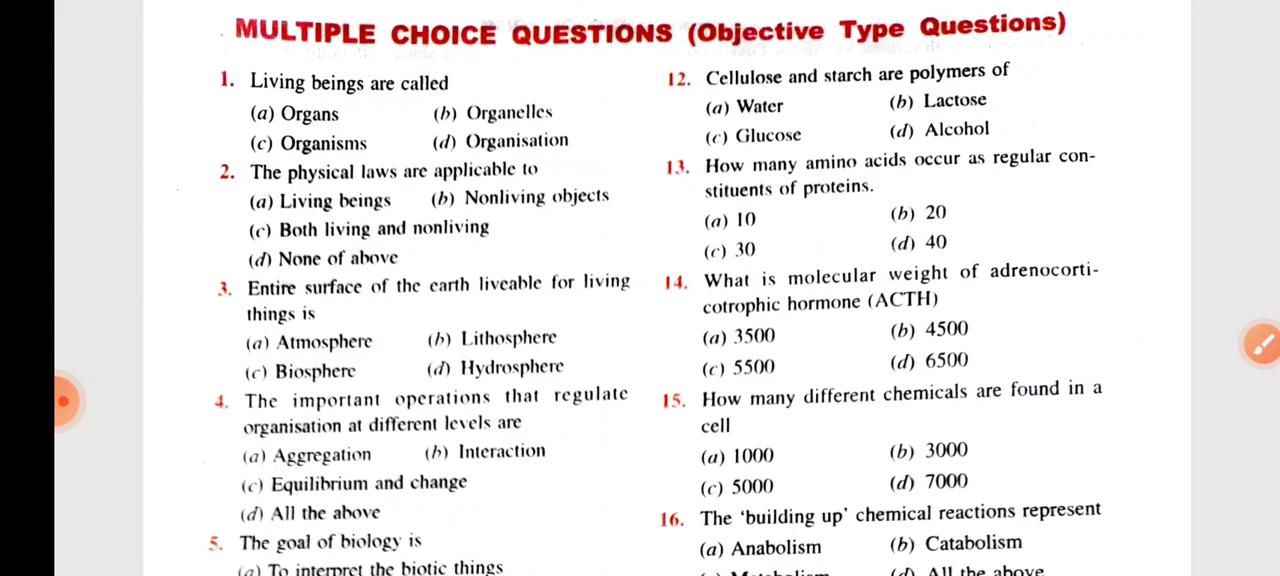 MULTIPLE CHOICE QUESTIONS (Objective Type Questions)
1. Living beings are called
(a) Organs (b) Organelles
(c) Organisms (d) Organisation
2. The physical laws are applicable to
(a) Living beings (b) Nonliving objects
(c) Both living and nonliving
(d) None of above
3. Entire surface of the earth liveable for living
things is
(a) Atmosphere (b) Lithosphere
(c) Biosphere (d) Hydrosphere
4. The important operations that regulate
organisation at different levels are
(a) Aggregation (b) Interaction
(c) Equilibrium and change
(d) All the above
5. The goal of biology is
(a) To interpret the biotic things
12. Cellulose and starch are polymers of
(a) Water (b) Lactose
(c) Glucose (d) Alcohol
13. How many amino acids occur as regular con-
stituents of proteins.
(a) 10 (b) 20
(c) 30 (d) 40
14. What is molecular weight of adrenocorti-
cotrophic hormone (ACTH)
(a) 3500 (b) 4500
(c) 5500 (d) 6500
15. How many different chemicals are found in a
cell
(a) 1000 (b) 3000
(c) 5000 (d) 7000
16. The 'building up' chemical reactions represent
(a) Anabolism (b) Catabolism
(d) All the above